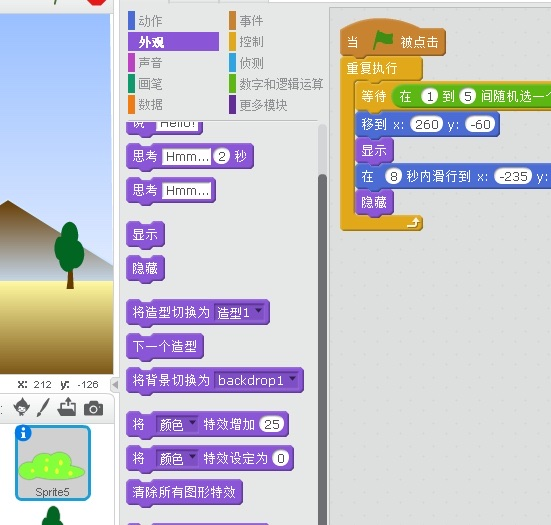 动作
事件
外观
控制
声音
侦测
画笔
数字和逻辑运算
数据
更多模块
说 Hello!
思考 Hmm... 2 秒
思考 Hmm...
显示
隐藏
将造型切换为 造型1
下一个造型
将背景切换为 backdrop1
将 颜色 特效增加 25
将 颜色 特效设定为 0
清除所有图形特效
当 被点击
重复执行
等待 在 1 到 5 间随机选一个
移到 x: 260 y: -60
显示
在 8 秒内滑行到 x: -235 y:
隐藏
x: 212 y: -126
Sprite5